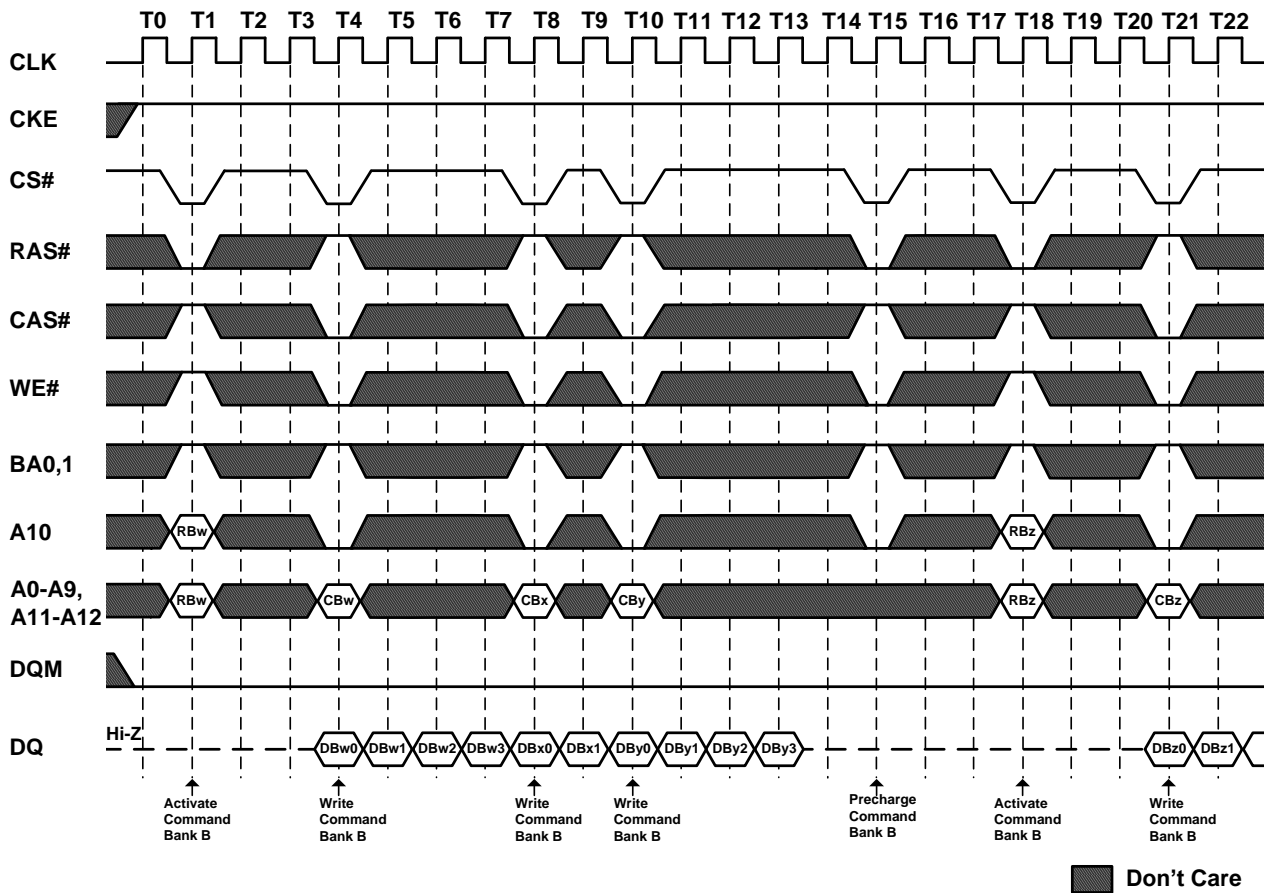 T0 T1 T2 T3 T4 T5 T6 T7 T8 T9 T10 T11 T12 T13 T14 T15 T16 T17 T18 T19 T20 T21 T22
CLK
CKE
CS#
RAS#
CAS#
WE#
BA0,1
A10
RBw RBz
A0-A9,
A11-A12
RBw CBw CBx CBy RBz CBz
DQM
DQ
Hi-Z
DBw0 DBw1 DBw2 DBw3 DBx0 DBx1 DBy0 DBy1 DBy2 DBy3 DBz0 DBz1
Activate
Command
Bank B
Write
Command
Bank B
Write
Command
Bank B
Write
Command
Bank B
Precharge
Command
Bank B
Activate
Command
Bank B
Write
Command
Bank B
Don't Care